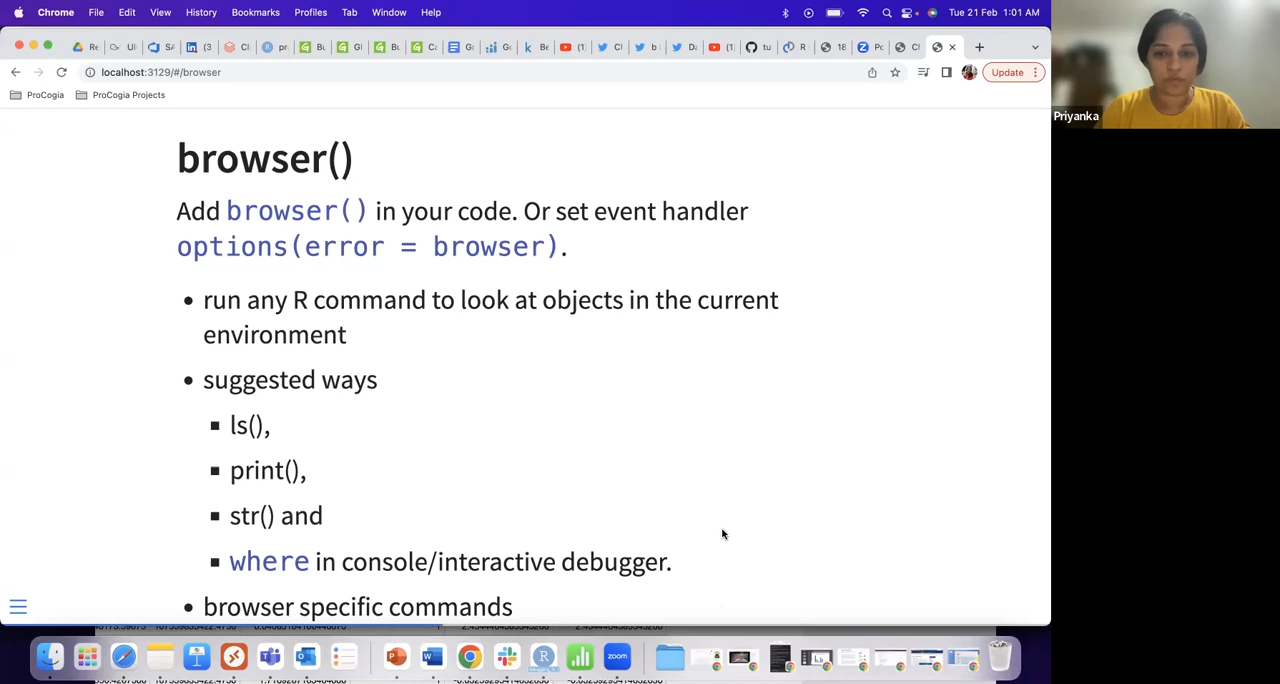 Chrome File Edit View History Bookmarks Profiles Tab Window Help Tue 21 Feb 1:01 AM
localhost:3129/#/browser Update
ProCogia ProCogia Projects
Priyanka
browser()
Add browser() in your code. Or set event handler
options(error = browser).
• run any R command to look at objects in the current
environment
• suggested ways
▪ ls(),
▪ print(),
▪ str() and
▪ where in console/interactive debugger.
• browser specific commands
zoom